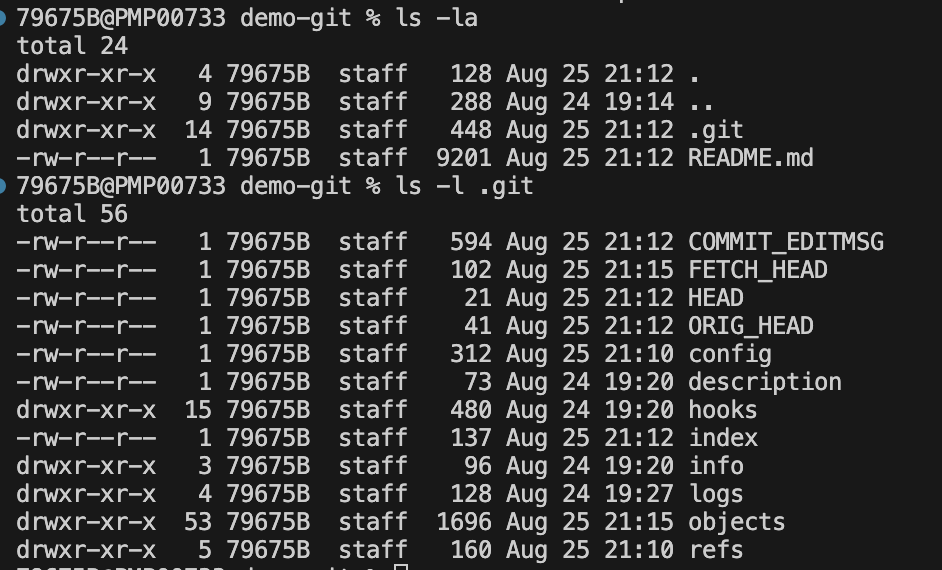 79675B@PMP00733 demo-git % ls -la
total 24
drwxr-xr-x   4 79675B  staff   128 Aug 25 21:12 .
drwxr-xr-x   9 79675B  staff   288 Aug 24 19:14 ..
drwxr-xr-x  14 79675B  staff   448 Aug 25 21:12 .git
-rw-r--r--   1 79675B  staff  9201 Aug 25 21:12 README.md
79675B@PMP00733 demo-git % ls -l .git
total 56
-rw-r--r--   1 79675B  staff   594 Aug 25 21:12 COMMIT_EDITMSG
-rw-r--r--   1 79675B  staff   102 Aug 25 21:15 FETCH_HEAD
-rw-r--r--   1 79675B  staff    21 Aug 25 21:12 HEAD
-rw-r--r--   1 79675B  staff    41 Aug 25 21:12 ORIG_HEAD
-rw-r--r--   1 79675B  staff   312 Aug 25 21:10 config
-rw-r--r--   1 79675B  staff    73 Aug 24 19:20 description
drwxr-xr-x  15 79675B  staff   480 Aug 24 19:20 hooks
-rw-r--r--   1 79675B  staff   137 Aug 25 21:12 index
drwxr-xr-x   3 79675B  staff    96 Aug 24 19:20 info
drwxr-xr-x   4 79675B  staff   128 Aug 24 19:27 logs
drwxr-xr-x  53 79675B  staff  1696 Aug 25 21:15 objects
drwxr-xr-x   5 79675B  staff   160 Aug 25 21:10 refs